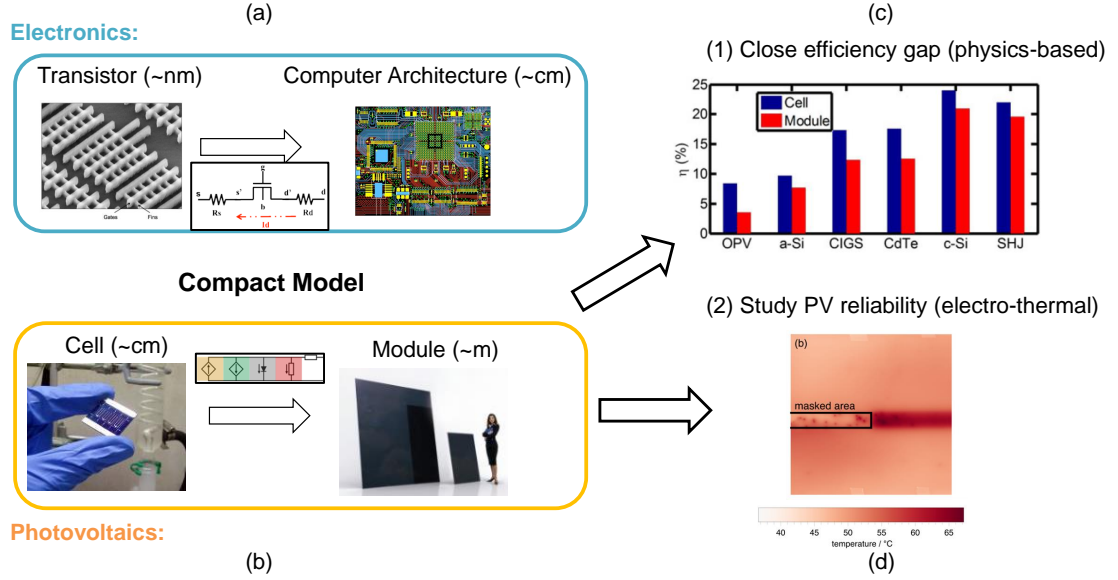 (a)
Electronics:
Transistor (~nm)
Computer Architecture (~cm)
Gates
Fins
g
s
s'
d'
d
Rs
b
Rd
Id
Compact Model
Cell (~cm)
Module (~m)
Photovoltaics:
(b)
(c)
(1) Close efficiency gap (physics-based)
25
20
15
10
5
0
η (%)
Cell
Module
OPV a-Si CIGS CdTe c-Si SHJ
(2) Study PV reliability (electro-thermal)
(b)
masked area
40 45 50 55 60 65
temperature / °C
(d)